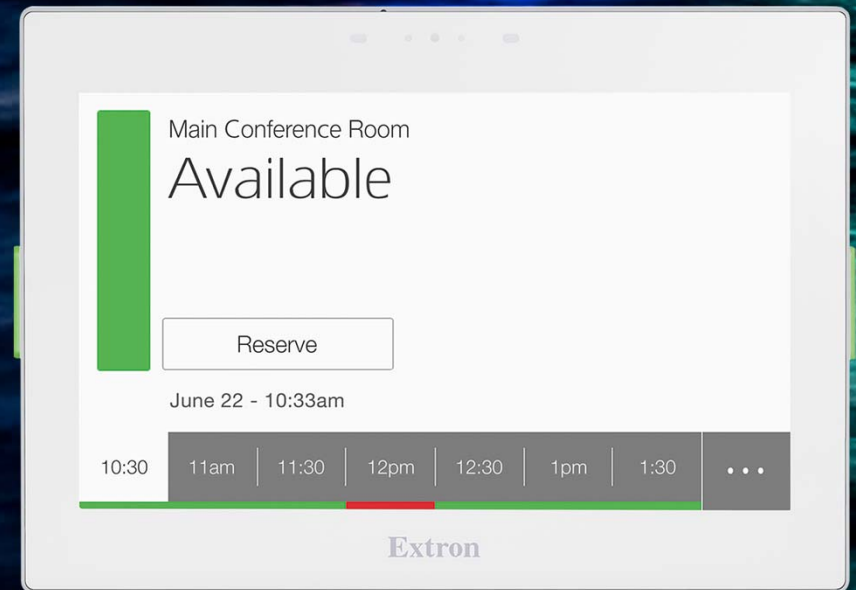 Main Conference Room
Available
Reserve
June 22 - 10:33am
10:30 11am 11:30 12pm 12:30 1pm 1:30 ...
Extron